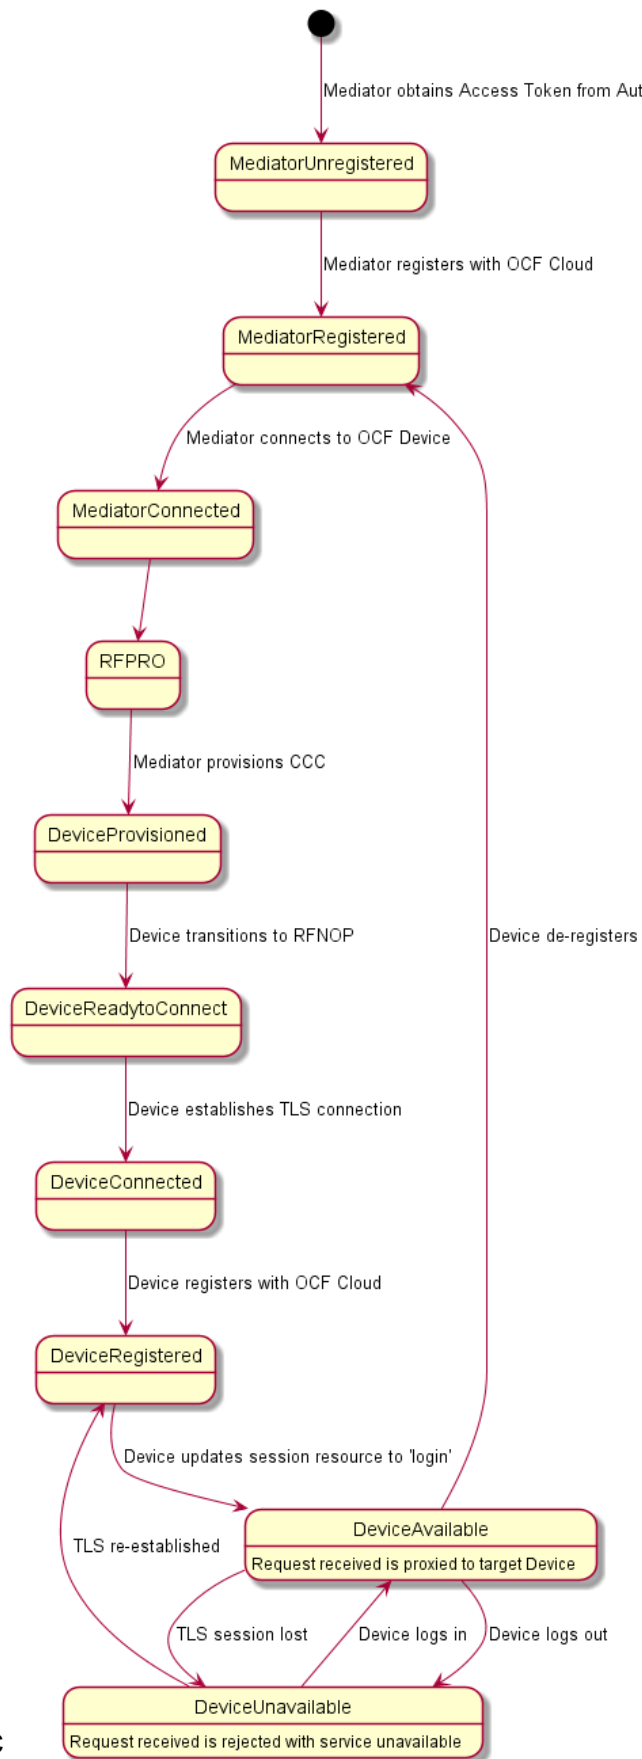 Mediator obtains Access Token from Aut
MediatorUnregistered
Mediator registers with OCF Cloud
MediatorRegistered
Mediator connects to OCF Device
MediatorConnected
RFPRO
Mediator provisions CCC
DeviceProvisioned
Device transitions to RFNOP
Device de-registers
DeviceReadytoConnect
Device establishes TLS connection
DeviceConnected
Device registers with OCF Cloud
DeviceRegistered
Device updates session resource to 'login'
DeviceAvailable
TLS re-established
Request received is proxied to target Device
TLS session lost
Device logs in
Device logs out
DeviceUnavailable
Request received is rejected with service unavailable